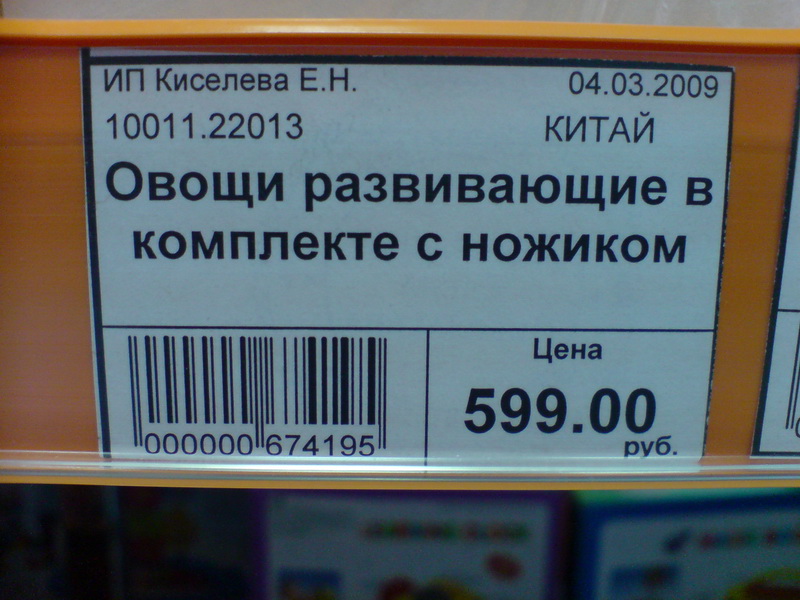 ИП Киселева Е.Н. 04.03.2009
10011.22013 КИТАЙ
Овощи развивающие в
комплекте с ножиком
Цена
599.00
руб.
000000 674195